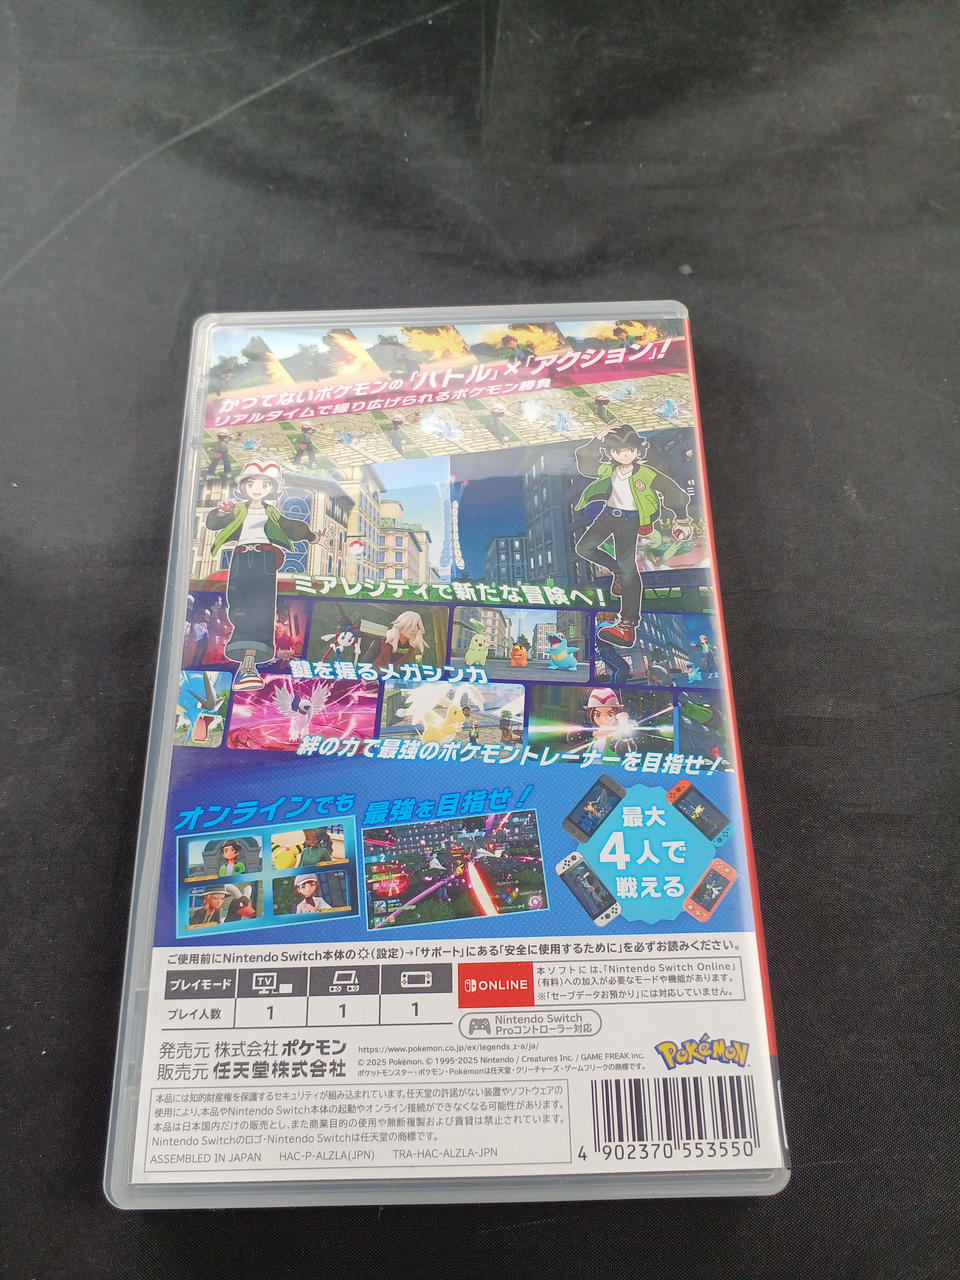 かつてないポケモンの「バトル」×「アクション」！
リアルタイムで繰り広げられるポケモン勝負
ミアレシティで新たな冒険へ！
鍵を握るメガシンカ
絆の力で最強のポケモントレーナーを目指せ！
オンラインでも 最強を目指せ！
最大
4人で
戦える
ご使用前にNintendo Switch本体の(設定)→「サポート」にある「安全に使用するために」を必ずお読みください。
プレイモード TV
プレイ人数 1 1 1
ONLINE
本ソフトには、「Nintendo Switch Online」
(有料)への加入が必要なモードや機能があります。
※「セーブデータお預かり」には対応していません。
Nintendo Switch
Proコントローラー対応
発売元 株式会社ポケモン
販売元 任天堂株式会社
https://www.pokemon.co.jp/ex/legends_z-a/ja/
© 2025 Pokémon. © 1995-2025 Nintendo / Creatures Inc. / GAME FREAK inc.
ポケットモンスター・ポケモン・Pokémonは任天堂・クリーチャーズ・ゲームフリークの商標です。
POKéMON
本品には知的財産権を保護するセキュリティが組み込まれています。任天堂の許諾がない装置やソフトウェアの
使用により、本品やNintendo Switch本体の起動やオンライン接続ができなくなる可能性があります。
本品は日本国内だけの販売とし、また商業目的の使用や無断複製および賃貸は禁止されています。
Nintendo Switchのロゴ・Nintendo Switchは任天堂の商標です。
ASSEMBLED IN JAPAN HAC-P-ALZLA(JPN) TRA-HAC-ALZLA-JPN
4 902370 553550